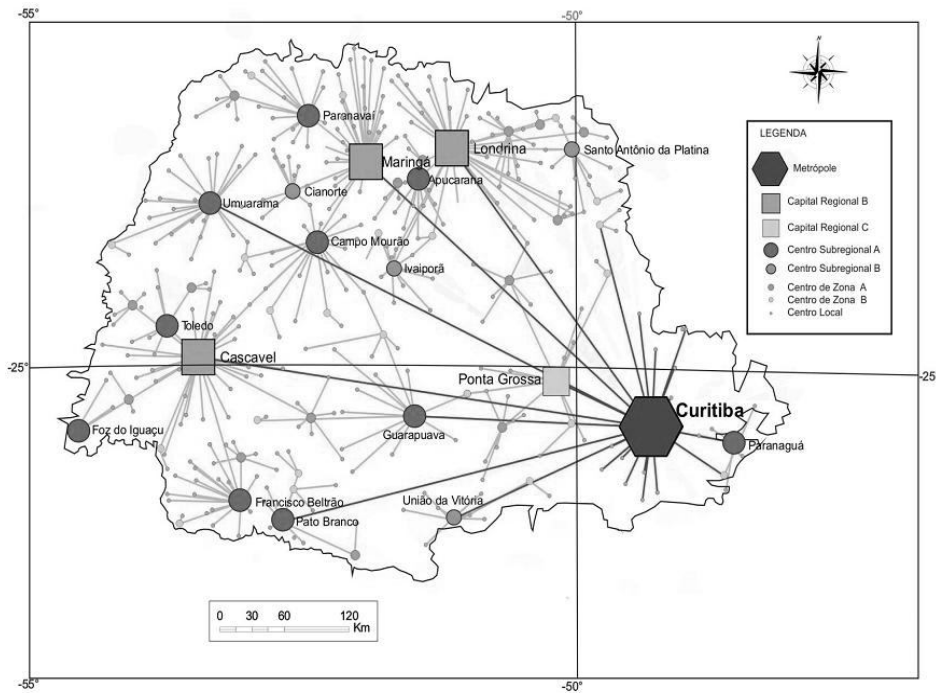 -55°
-50°
N
Paranavaí
Maringá
Londrina
Santo Antônio da Platina
Apucarana
Cianorte
Umuarama
Campo Mourão
Ivaiporã
Toledo
Cascavel
-25°
-25
Ponta Grossa
Curitiba
Foz do Iguaçu
Guarapuava
Paranaguá
Francisco Beltrão
União da Vitória
Pato Branco
LEGENDA
Metrópole
Capital Regional B
Capital Regional C
Centro Subregional A
Centro Subregional B
Centro de Zona A
Centro de Zona B
Centro Local
0 30 60 120
Km
-55°
-50°